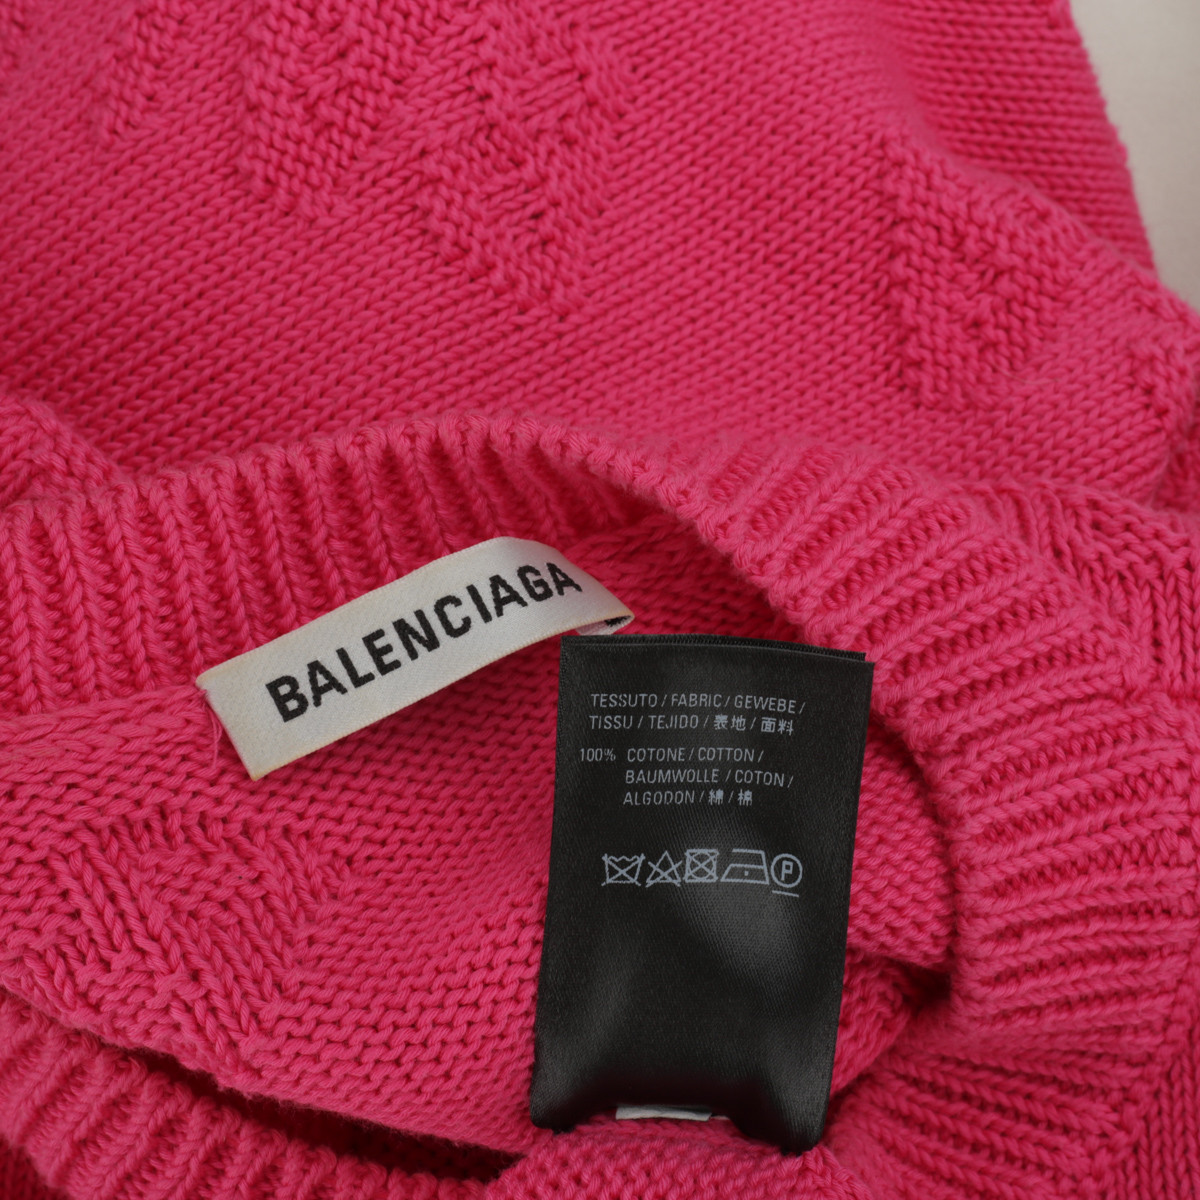 BALENCIAGA
TESSUTO / FABRIC / GEWEBE /
TISSU / TEJIDO / 表地 / 面料
100% COTONE / COTTON /
BAUMWOLLE / COTON /
ALGODON / 綿 / 棉
P